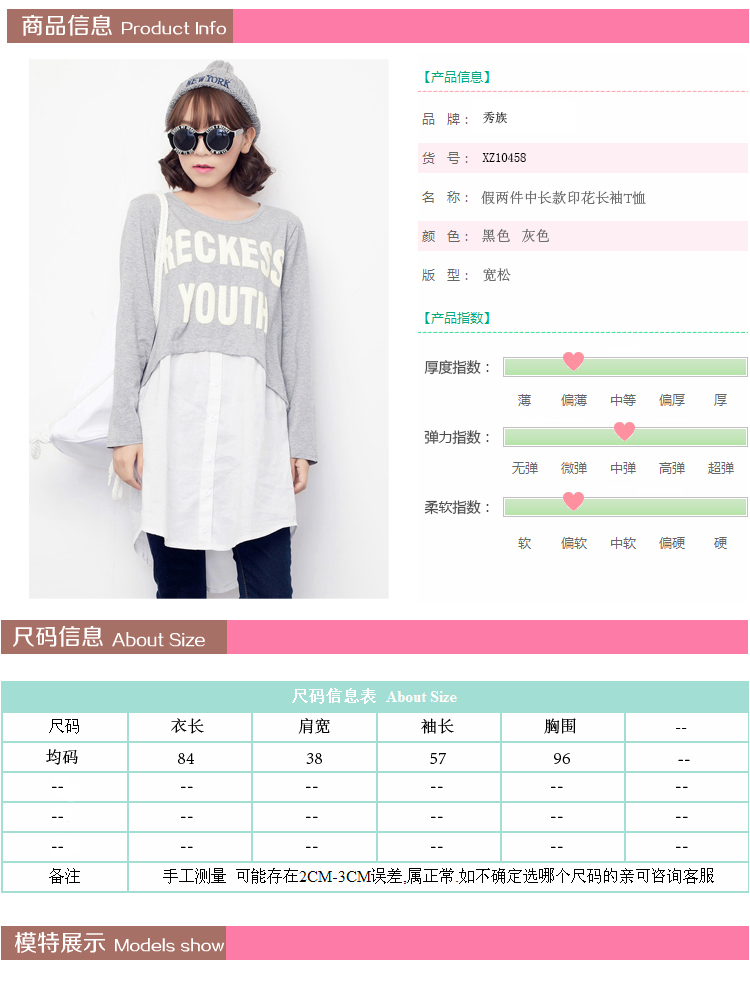 商品信息 Product Info
NEW YORK
RECKESS
YOUTH
【产品信息】
品 牌： 秀族
货 号： XZ10458
名 称： 假两件中长款印花长袖T恤
颜 色： 黑色 灰色
版 型： 宽松
【产品指数】
厚度指数：
薄 偏薄 中等 偏厚 厚
弹力指数：
无弹 微弹 中弹 高弹 超弹
柔软指数：
软 偏软 中软 偏硬 硬
尺码信息 About Size
尺码信息表 About Size
尺码 衣长 肩宽 袖长 胸围 --
均码 84 38 57 96 --
-- -- -- -- -- --
-- -- -- -- -- --
-- -- -- -- -- --
备注 手工测量 可能存在2CM-3CM误差,属正常.如不确定选哪个尺码的亲可咨询客服
模特展示 Models show